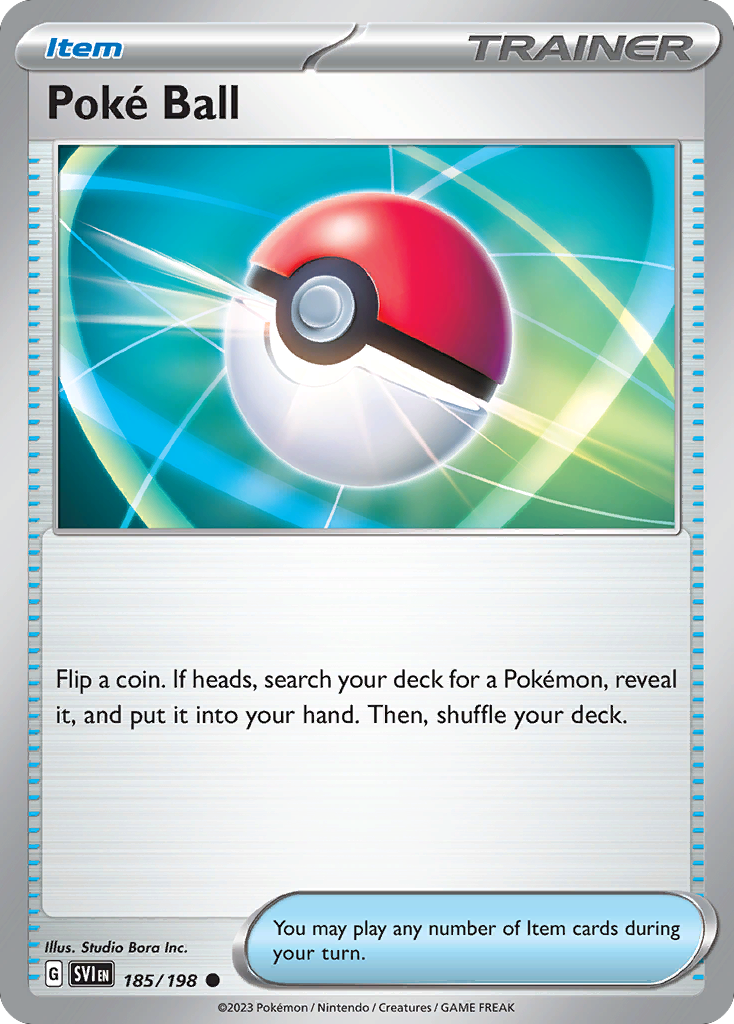 Item
TRAINER
Poké Ball
Flip a coin. If heads, search your deck for a Pokémon, reveal
it, and put it into your hand. Then, shuffle your deck.
You may play any number of Item cards during
your turn.
Illus. Studio Bora Inc.
G SVI EN 185/198
©2023 Pokémon / Nintendo / Creatures / GAME FREAK